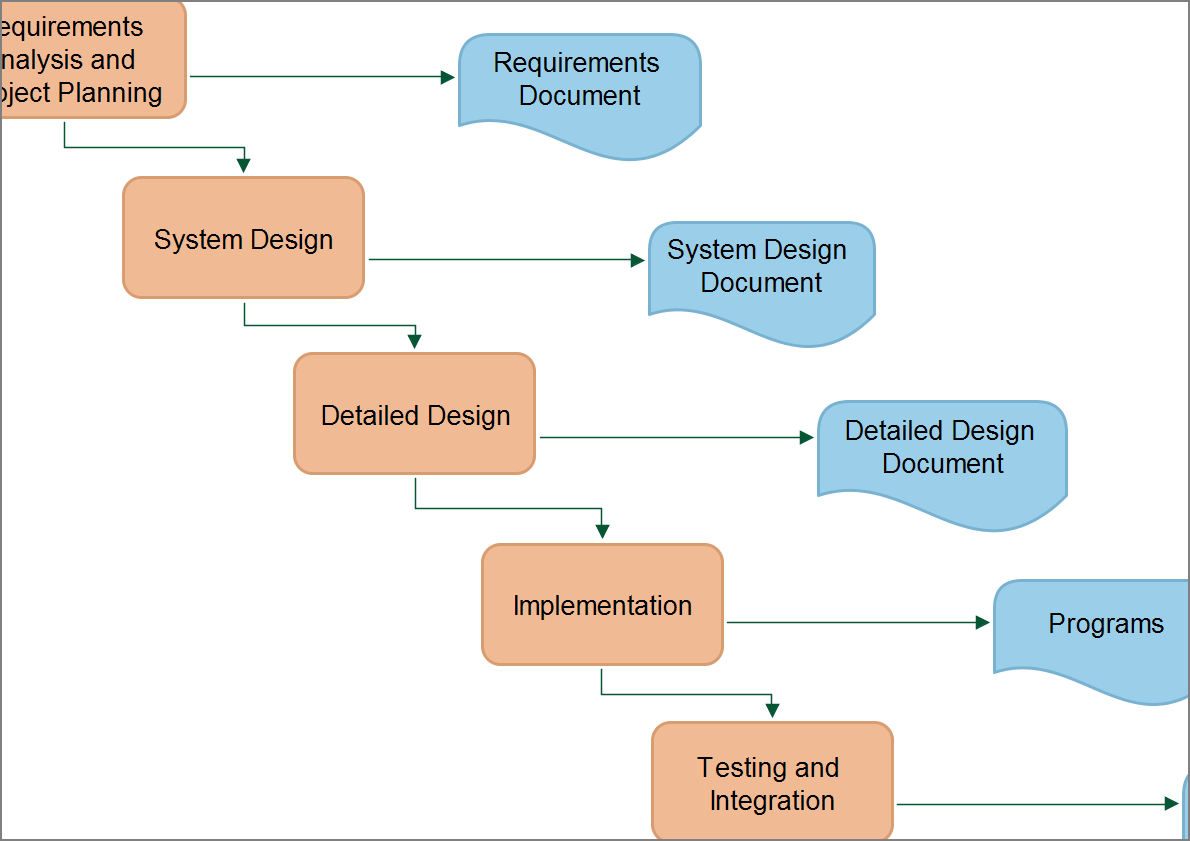 equirements
nalysis and
oject Planning
Requirements
Document
System Design
System Design
Document
Detailed Design
Detailed Design
Document
Implementation
Programs
Testing and
Integration